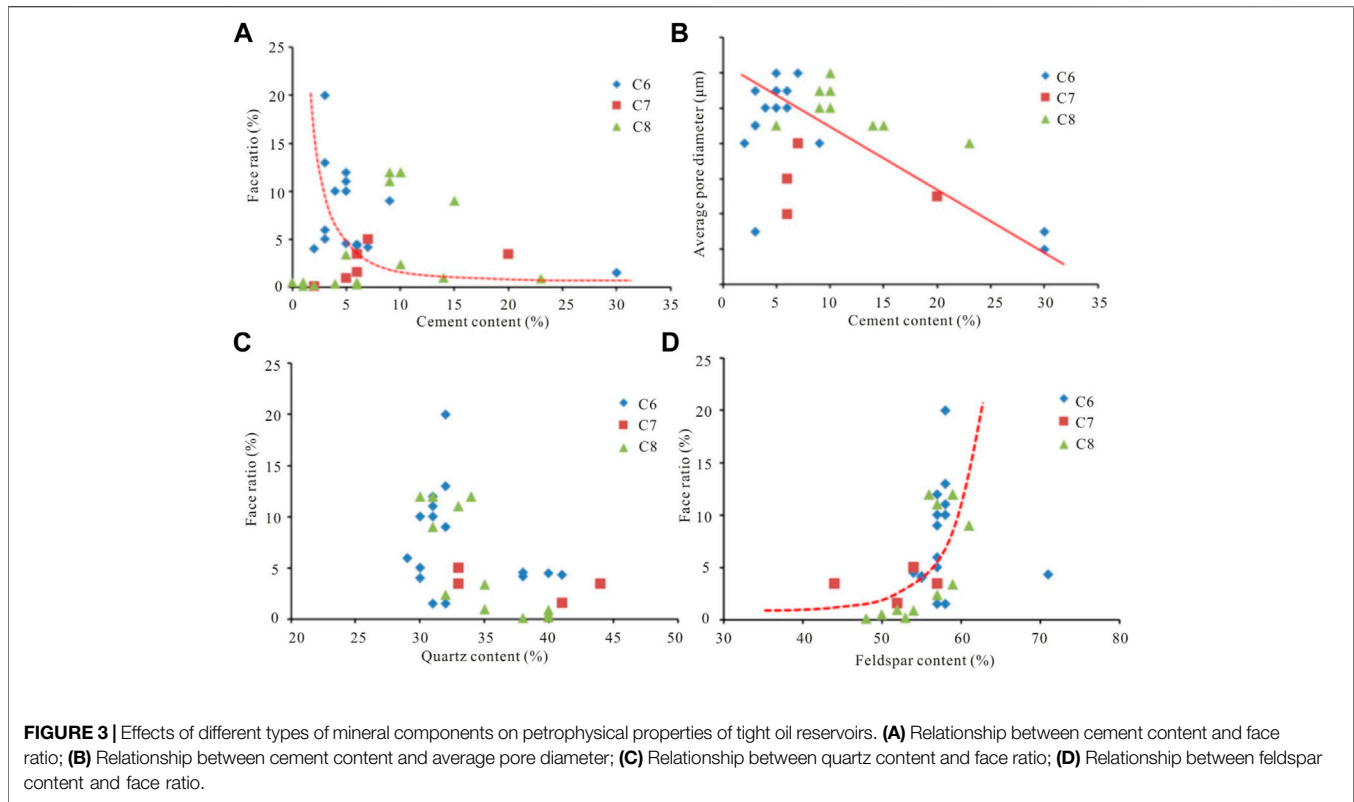 A
25
20
15
10
5
0
Face ratio (%)
0 5 10 15 20 25 30 35
Cement content (%)
C6
C7
C8
B
Average pore diameter (μm)
0 5 10 15 20 25 30 35
Cement content (%)
C6
C7
C8
C
25
20
15
10
5
0
Face ratio (%)
20 25 30 35 40 45 50
Quartz content (%)
C6
C7
C8
D
25
20
15
10
5
0
Face ratio (%)
30 40 50 60 70 80
Feldspar content (%)
C6
C7
C8
FIGURE 3 | Effects of different types of mineral components on petrophysical properties of tight oil reservoirs. (A) Relationship between cement content and face
ratio; (B) Relationship between cement content and average pore diameter; (C) Relationship between quartz content and face ratio; (D) Relationship between feldspar
content and face ratio.